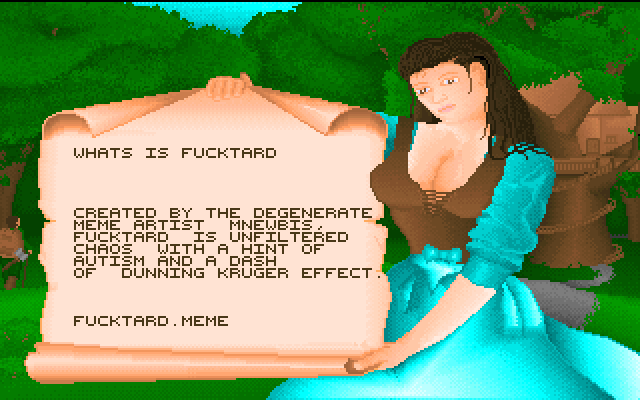 WHATS IS FUCKTARD
CREATED BY THE DEGENERATE
MEME ARTIST MNEWBIS,
FUCKTARD IS UNFILTERED
CHAOS WITH A HINT OF
AUTISM AND A DASH
OF DUNNING KRUGER EFFECT.
FUCKTARD.MEME